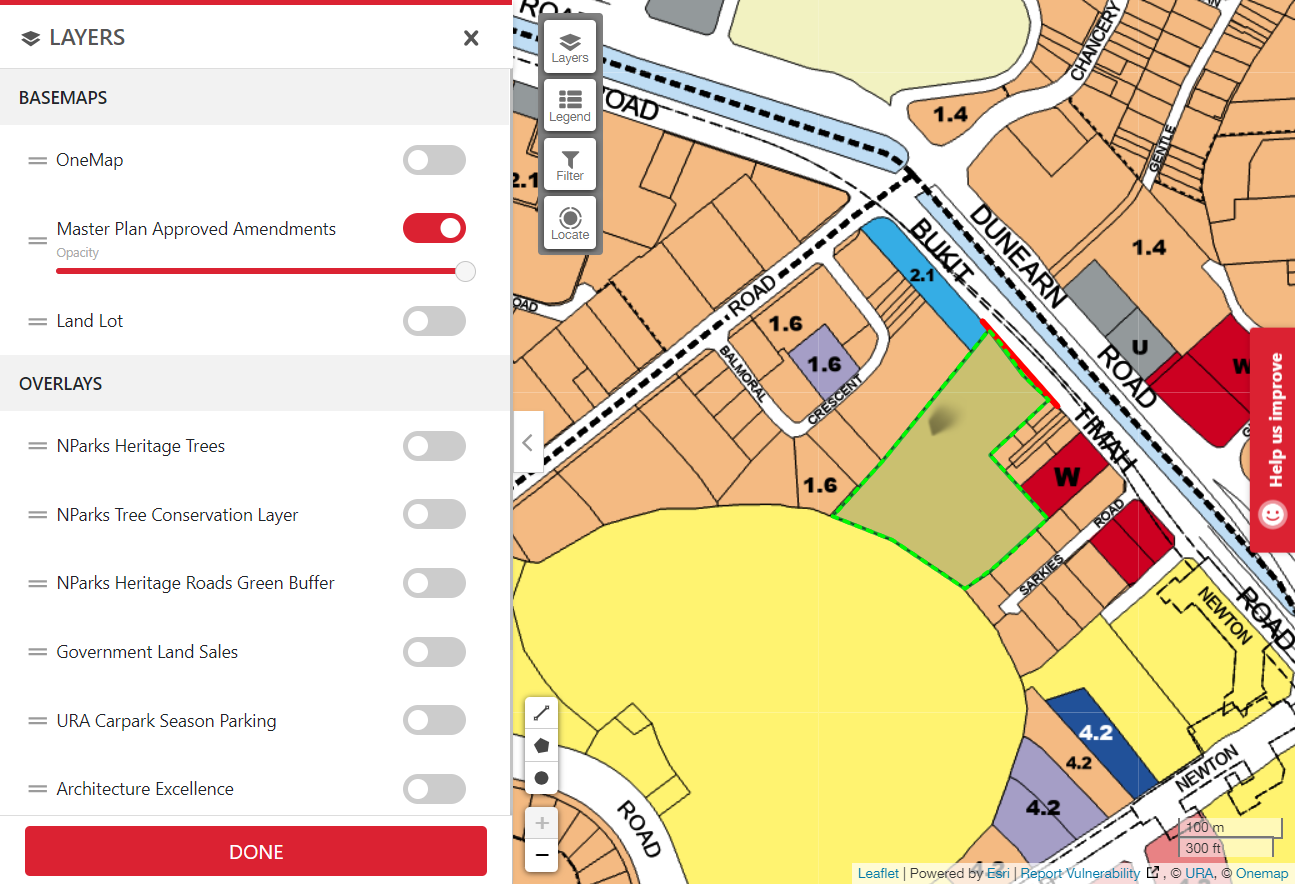 LAYERS
BASEMAPS
OneMap
Master Plan Approved Amendments
Opacity
Land Lot
OVERLAYS
NParks Heritage Trees
NParks Tree Conservation Layer
NParks Heritage Roads Green Buffer
Government Land Sales
URA Carpark Season Parking
Architecture Excellence
DONE
Layers
Legend
Filter
Locate
ROAD
CHANCERY
1.4
GENTLE
2.1
DUNEARN
BUKIT
1.4
2.1
ROAD
ROAD
1.6
1.6
BALMORAL
CRESCENT
U
ROAD
W
Help us improve
TIMAH
W
1.6
ROAD
SARKIES
NEWTON
ROAD
4.2
4.2
4.2
NEWTON
ROAD
100 m
300 ft
Leaflet | Powered by Esri | Report Vulnerability , © URA, © Onemap